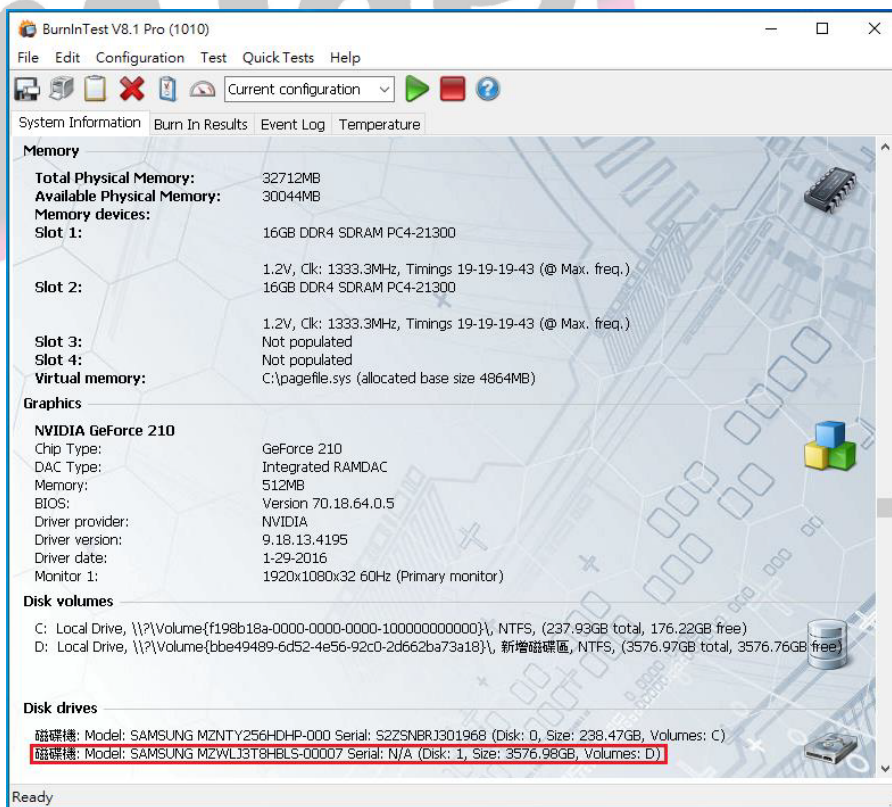 BurnInTest V8.1 Pro (1010)
File Edit Configuration Test Quick Tests Help
Current configuration
System Information Burn In Results Event Log Temperature
Memory
Total Physical Memory: 32712MB
Available Physical Memory: 30044MB
Memory devices:
Slot 1: 16GB DDR4 SDRAM PC4-21300
1.2V, Clk: 1333.3MHz, Timings 19-19-19-43 (@ Max. freq.)
Slot 2: 16GB DDR4 SDRAM PC4-21300
1.2V, Clk: 1333.3MHz, Timings 19-19-19-43 (@ Max. freq.)
Slot 3: Not populated
Slot 4: Not populated
Virtual memory: C:\pagefile.sys (allocated base size 4864MB)
Graphics
NVIDIA GeForce 210
Chip Type: GeForce 210
DAC Type: Integrated RAMDAC
Memory: 512MB
BIOS: Version 70.18.64.0.5
Driver provider: NVIDIA
Driver version: 9.18.13.4195
Driver date: 1-29-2016
Monitor 1: 1920x1080x32 60Hz (Primary monitor)
Disk volumes
C: Local Drive, \\?\Volume{f198b18a-0000-0000-0000-100000000000}\, NTFS, (237.93GB total, 176.22GB free)
D: Local Drive, \\?\Volume{bbe49489-6d52-4e56-92c0-2d662ba73a18}\, 新增磁碟區, NTFS, (3576.97GB total, 3576.76GB free)
Disk drives
磁碟機: Model: SAMSUNG MZNTY256HDHP-000 Serial: S2ZSNBRJ301968 (Disk: 0, Size: 238.47GB, Volumes: C)
磁碟機: Model: SAMSUNG MZWLJ3T8HBLS-00007 Serial: N/A (Disk: 1, Size: 3576.98GB, Volumes: D)
Ready